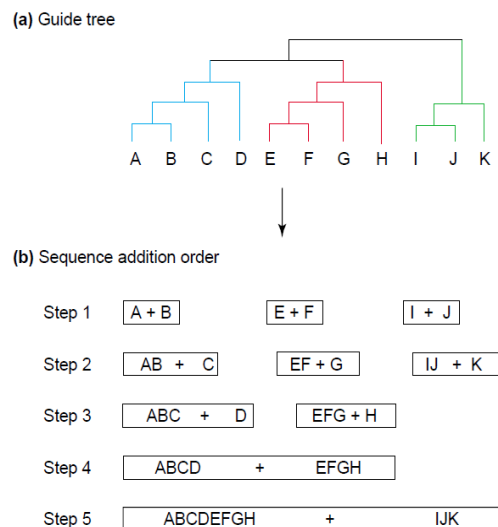 (a) Guide tree
A B C D E F G H I J K
(b) Sequence addition order
Step 1 A + B E + F I + J
Step 2 AB + C EF + G IJ + K
Step 3 ABC + D EFG + H
Step 4 ABCD + EFGH
Step 5 ABCDEFGH + IJK